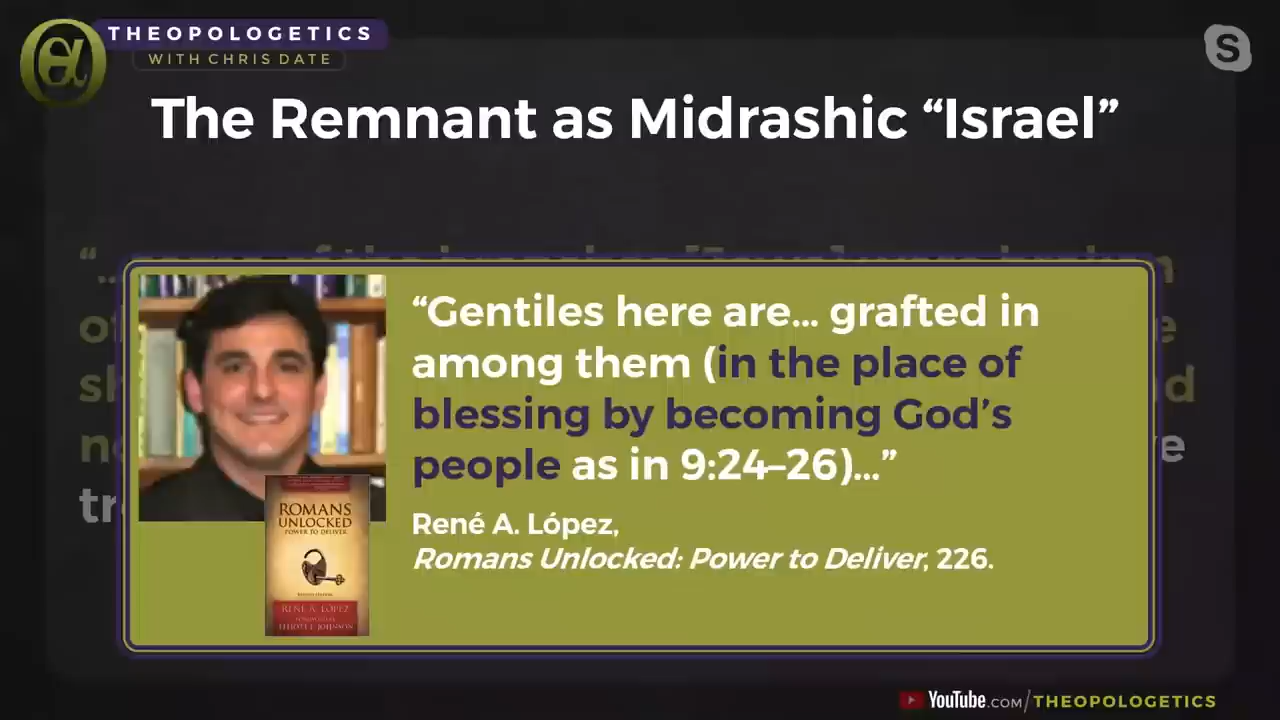 THEOPOLOGETICS
WITH CHRIS DATE
The Remnant as Midrashic “Israel”
“Gentiles here are... grafted in
among them (in the place of
blessing by becoming God’s
people as in 9:24–26)...”
René A. López,
Romans Unlocked: Power to Deliver, 226.
ROMANS
UNLOCKED
POWER TO DELIVER
RENÉ A. LÓPEZ
YouTube.COM/THEOPOLOGETICS